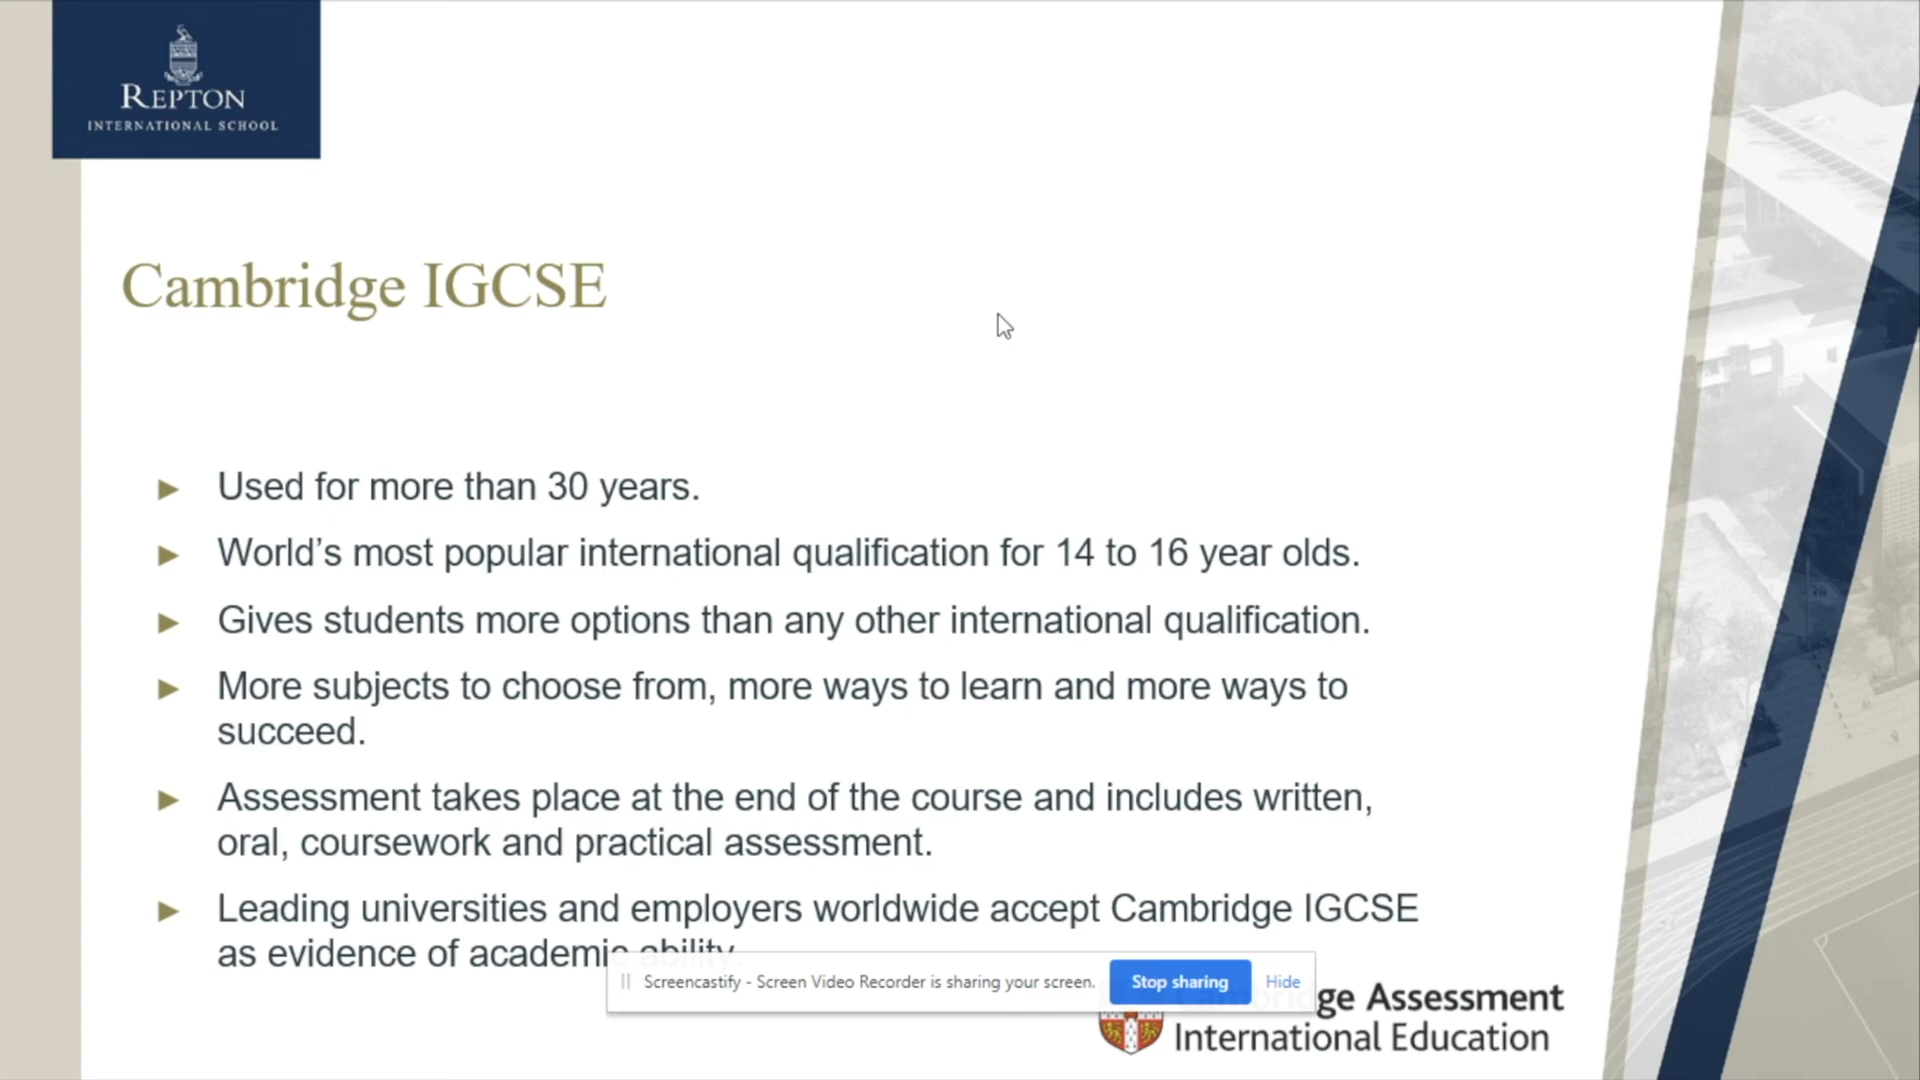 REPTON
INTERNATIONAL SCHOOL
Cambridge IGCSE
Used for more than 30 years.
World’s most popular international qualification for 14 to 16 year olds.
Gives students more options than any other international qualification.
More subjects to choose from, more ways to learn and more ways to
succeed.
Assessment takes place at the end of the course and includes written,
oral, coursework and practical assessment.
Leading universities and employers worldwide accept Cambridge IGCSE
as evidence of academic ability.
Screencastify - Screen Video Recorder is sharing your screen. Stop sharing Hide
Cambridge Assessment
International Education